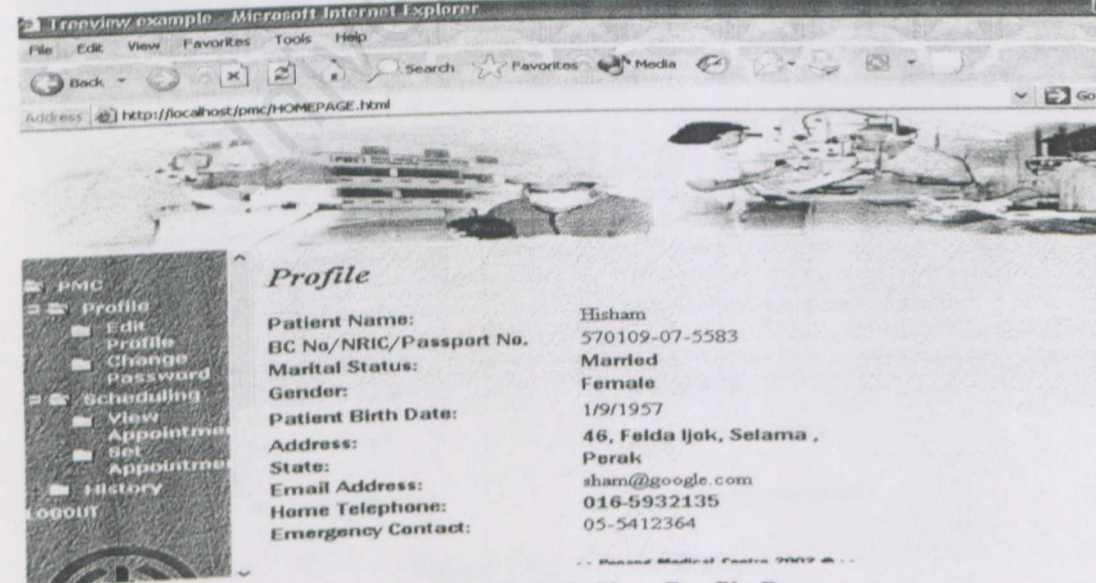 Treeview example - Microsoft Internet Explorer
File Edit View Favorites Tools Help
Back Search Favorites Media
Address http://localhost/pmc/HOMEPAGE.html Go
PMC
Profile
Edit
Profile
Change
Password
Scheduling
View
Appointme
Set
Appointme
History
LOGOUT
Profile
Patient Name: Hisham
BC No/NRIC/Passport No. 570109-07-5583
Marital Status: Married
Gender: Female
Patient Birth Date: 1/9/1957
Address: 46, Felda Ijok, Selama ,
State: Perak
Email Address: sham@google.com
Home Telephone: 016-5932135
Emergency Contact: 05-5412364
Medical Centre 2007